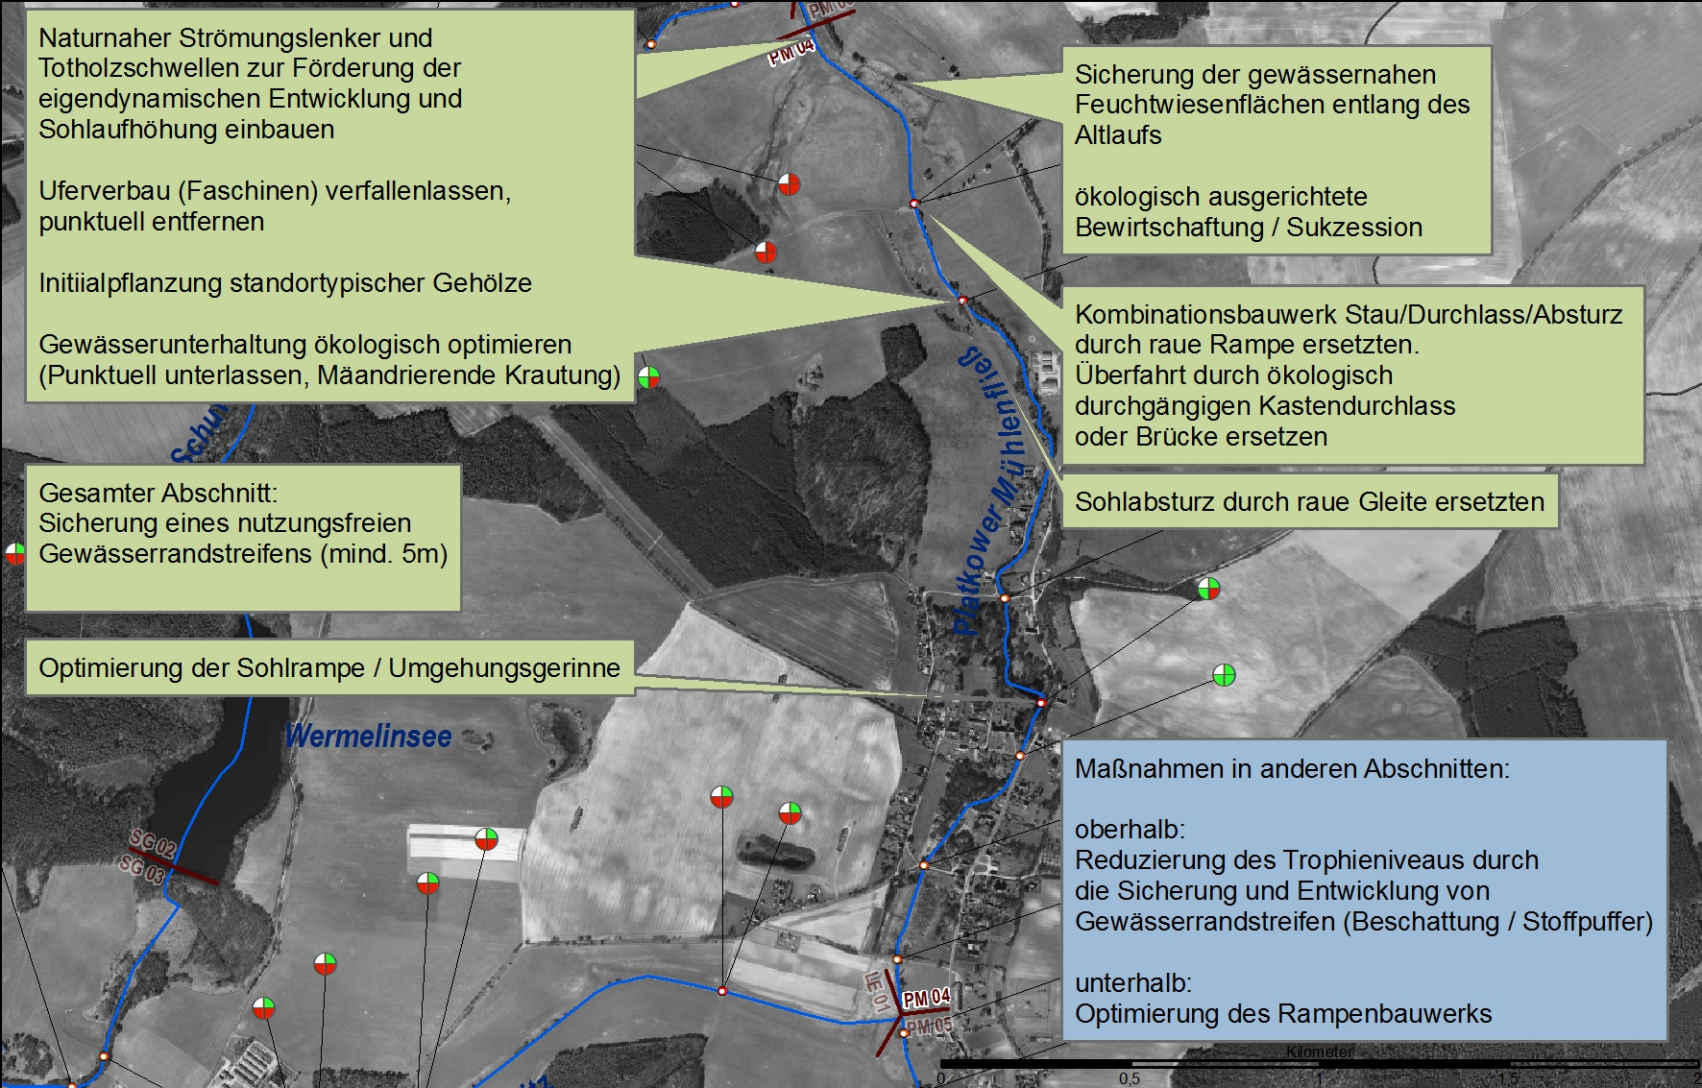 Naturnaher Strömungslenker und
Totholzschwellen zur Förderung der
eigendynamischen Entwicklung und
Sohlaufhöhung einbauen
Uferverbau (Faschinen) verfallenlassen,
punktuell entfernen
Initiialpflanzung standortypischer Gehölze
Gewässerunterhaltung ökologisch optimieren
(Punktuell unterlassen, Mäandrierende Krautung)
PM 04
Sicherung der gewässernahen
Feuchtwiesenflächen entlang des
Altlaufs
ökologisch ausgerichtete
Bewirtschaftung / Sukzession
Kombinationsbauwerk Stau/Durchlass/Absturz
durch raue Rampe ersetzten.
Überfahrt durch ökologisch
durchgängigen Kastendurchlass
oder Brücke ersetzen
Sohlabsturz durch raue Gleite ersetzten
Platkower Mühlenfließ
Gesamter Abschnitt:
Sicherung eines nutzungsfreien
Gewässerrandstreifens (mind. 5m)
Optimierung der Sohlrampe / Umgehungsgerinne
Wermelinsee
SG 02
SG 03
Maßnahmen in anderen Abschnitten:
oberhalb:
Reduzierung des Trophieniveaus durch
die Sicherung und Entwicklung von
Gewässerrandstreifen (Beschattung / Stoffpuffer)
unterhalb:
Optimierung des Rampenbauwerks
LE 01
PM 04
PM 05
Kilometer
0 0,5 1 1,5 2